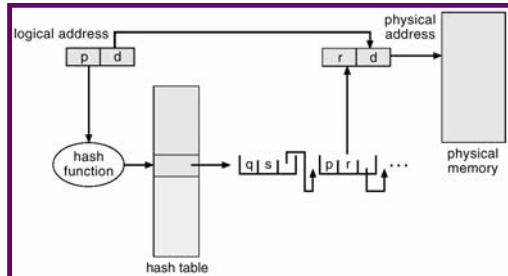 logical address
physical address
p d
r d
hash function
q s
p r
...
physical memory
hash table